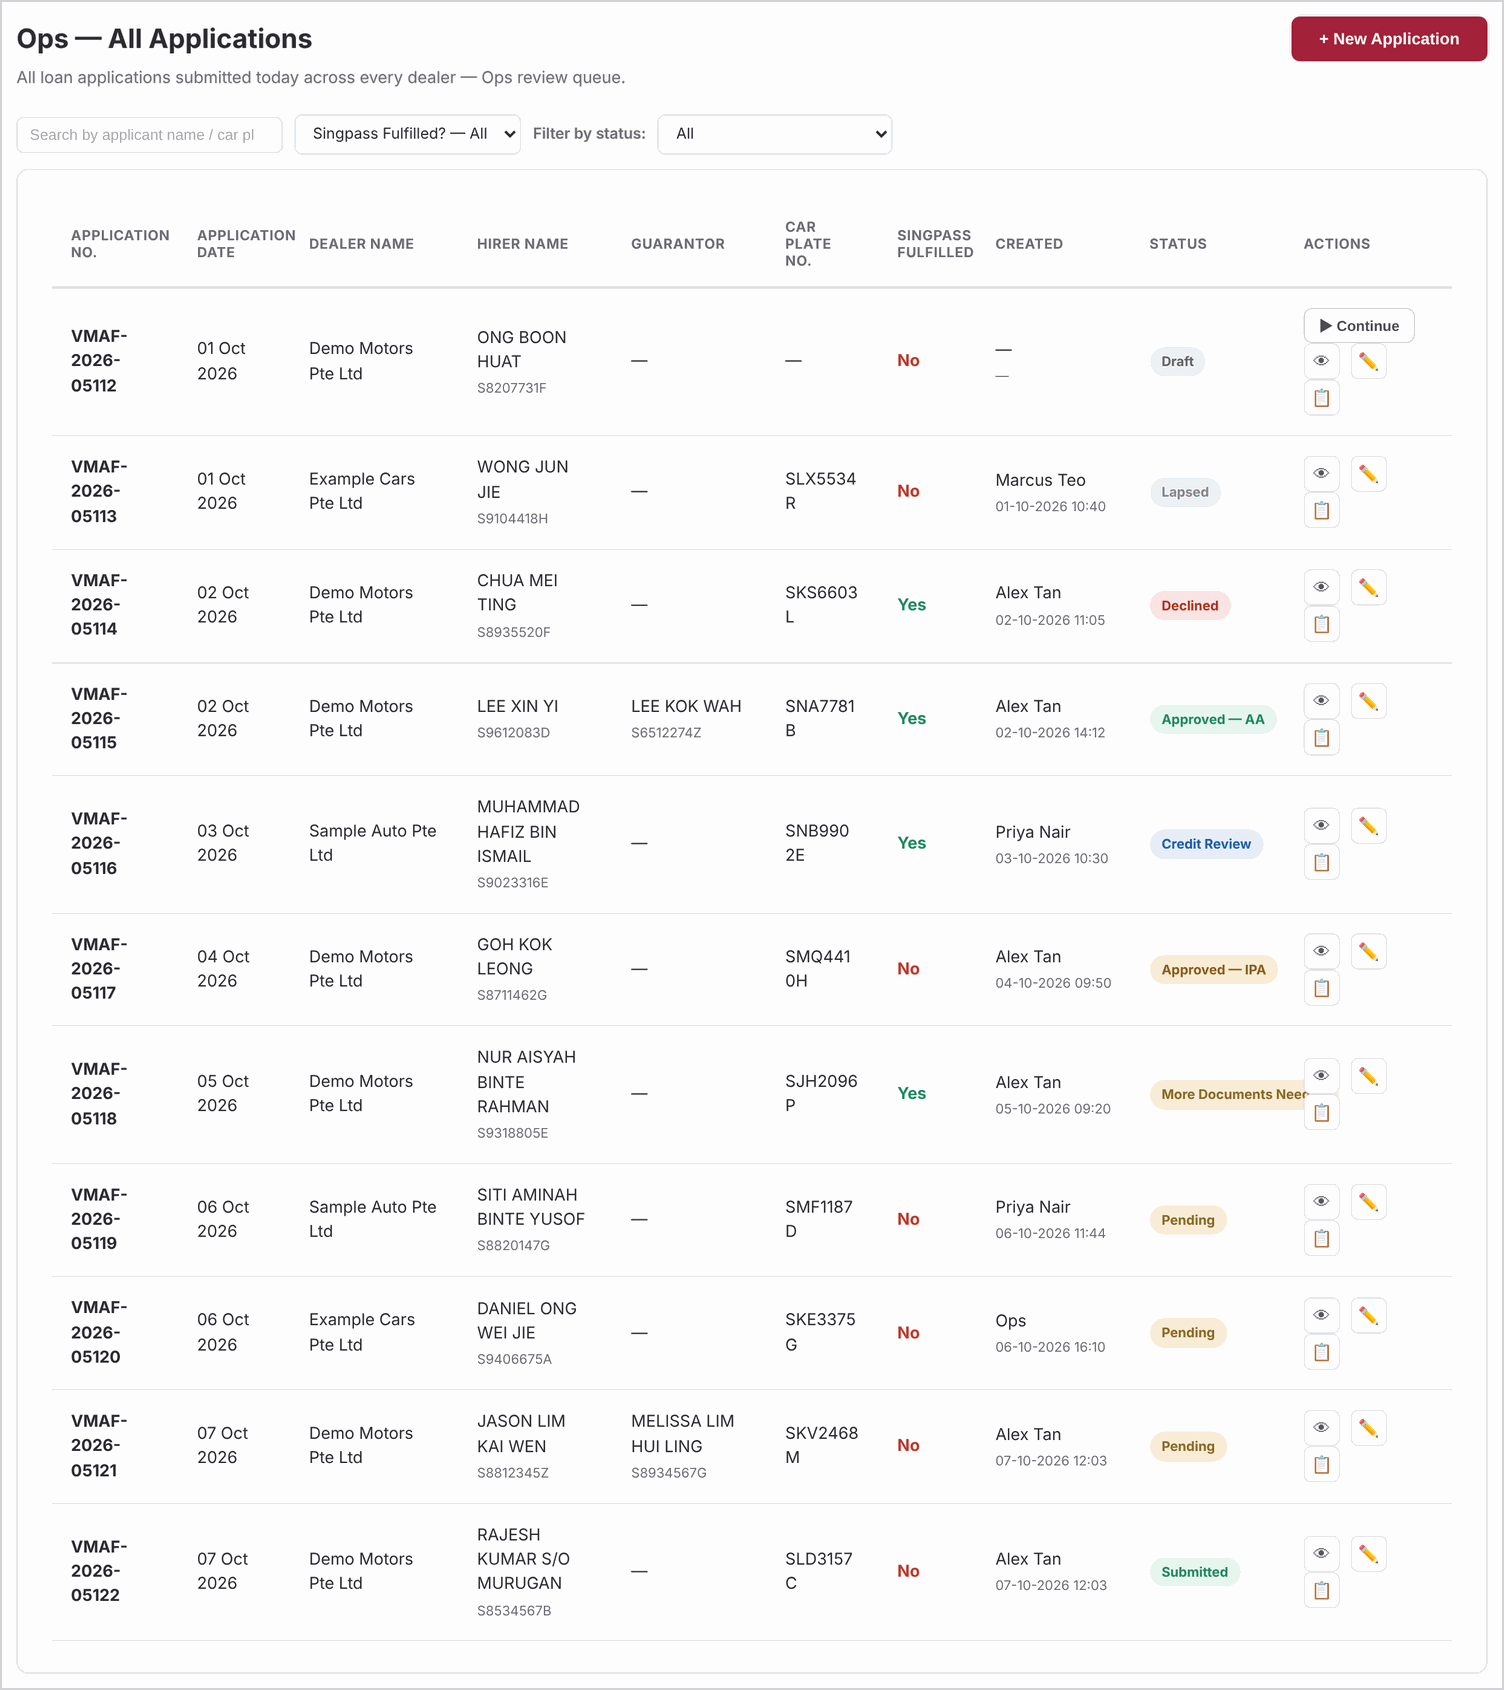 Ops — All Applications
+ New Application
All loan applications submitted today across every dealer — Ops review queue.
Search by applicant name / car pl
Singpass Fulfilled? — All
Filter by status:
All
APPLICATION NO.
APPLICATION DATE
DEALER NAME
HIRER NAME
GUARANTOR
CAR PLATE NO.
SINGPASS FULFILLED
CREATED
STATUS
ACTIONS
VMAF-
2026-
05112
01 Oct
2026
Demo Motors
Pte Ltd
ONG BOON
HUAT
S8207731F
—
—
No
—
—
Draft
▶ Continue
VMAF-
2026-
05113
01 Oct
2026
Example Cars
Pte Ltd
WONG JUN
JIE
S9104418H
—
SLX5534
R
No
Marcus Teo
01-10-2026 10:40
Lapsed
VMAF-
2026-
05114
02 Oct
2026
Demo Motors
Pte Ltd
CHUA MEI
TING
S8935520F
—
SKS6603
L
Yes
Alex Tan
02-10-2026 11:05
Declined
VMAF-
2026-
05115
02 Oct
2026
Demo Motors
Pte Ltd
LEE XIN YI
S9612083D
LEE KOK WAH
S6512274Z
SNA7781
B
Yes
Alex Tan
02-10-2026 14:12
Approved — AA
VMAF-
2026-
05116
03 Oct
2026
Sample Auto Pte
Ltd
MUHAMMAD
HAFIZ BIN
ISMAIL
S9023316E
—
SNB990
2E
Yes
Priya Nair
03-10-2026 10:30
Credit Review
VMAF-
2026-
05117
04 Oct
2026
Demo Motors
Pte Ltd
GOH KOK
LEONG
S8711462G
—
SMQ441
0H
No
Alex Tan
04-10-2026 09:50
Approved — IPA
VMAF-
2026-
05118
05 Oct
2026
Demo Motors
Pte Ltd
NUR AISYAH
BINTE
RAHMAN
S9318805E
—
SJH2096
P
Yes
Alex Tan
05-10-2026 09:20
More Documents Need
VMAF-
2026-
05119
06 Oct
2026
Sample Auto Pte
Ltd
SITI AMINAH
BINTE YUSOF
S8820147G
—
SMF1187
D
No
Priya Nair
06-10-2026 11:44
Pending
VMAF-
2026-
05120
06 Oct
2026
Example Cars
Pte Ltd
DANIEL ONG
WEI JIE
S9406675A
—
SKE3375
G
No
Ops
06-10-2026 16:10
Pending
VMAF-
2026-
05121
07 Oct
2026
Demo Motors
Pte Ltd
JASON LIM
KAI WEN
S8812345Z
MELISSA LIM
HUI LING
S8934567G
SKV2468
M
No
Alex Tan
07-10-2026 12:03
Pending
VMAF-
2026-
05122
07 Oct
2026
Demo Motors
Pte Ltd
RAJESH
KUMAR S/O
MURUGAN
S8534567B
—
SLD3157
C
No
Alex Tan
07-10-2026 12:03
Submitted